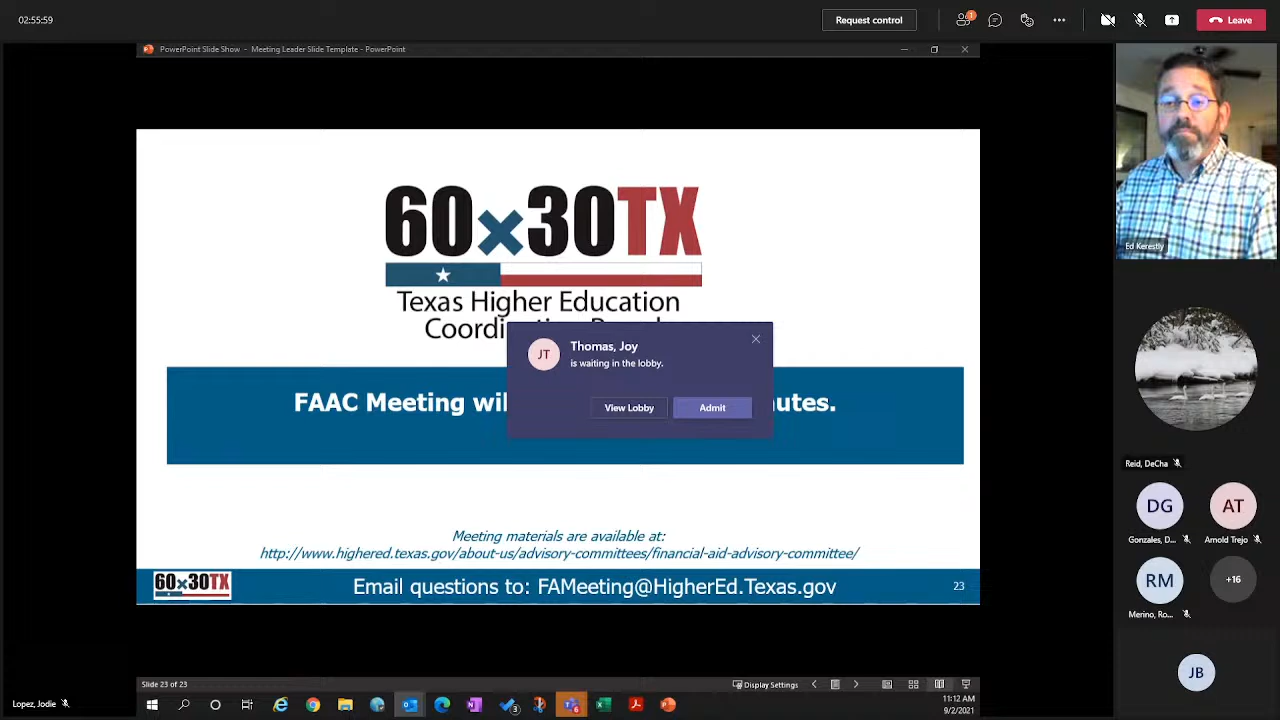 02:55:59
Request control
1
Leave
PowerPoint Slide Show - Meeting Leader Slide Template - PowerPoint
60x30TX
Texas Higher Education
Thomas, Joy
JT
is waiting in the lobby.
View Lobby
Admit
FAAC Meeting
Meeting materials are available at:
http://www.highered.texas.gov/about-us/advisory-committees/financial-aid-advisory-committee/
60x30TX
Email questions to: FAMeeting@HigherEd.Texas.gov
23
Slide 23 of 23
Display Settings
Lopez, Jodie
3
6
11:12 AM
9/2/2021
Ed Kerestly
Reid, DeCha
DG
AT
Gonzales, D...
Arnold Trejo
RM
+16
Merino, Ro...
JB